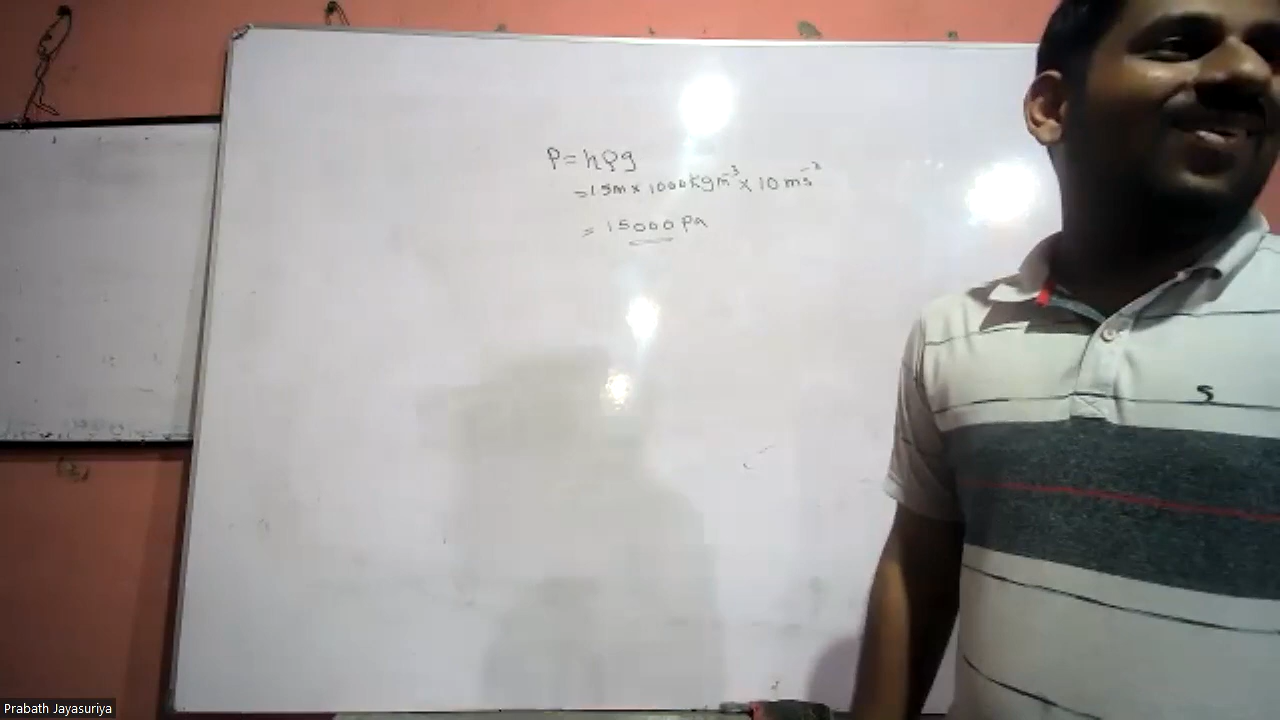 P = hρg
= 1.5m x 1000kgm⁻³ x 10 ms⁻²
= 15000 Pa
S
Prabath Jayasuriya